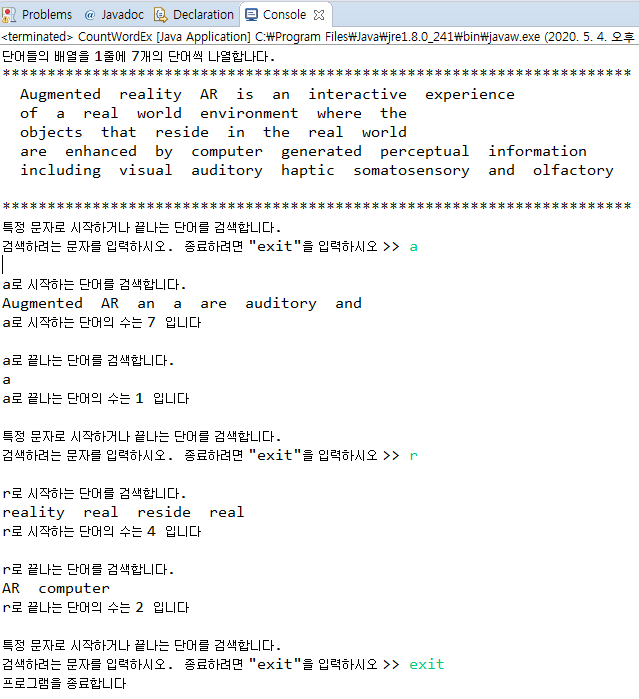 Problems @ Javadoc Declaration Console
<terminated> CountWordEx [Java Application] C:₩Program Files₩Java₩jre1.8.0_241₩bin₩javaw.exe (2020. 5. 4. 오후
단어들의 배열을 1줄에 7개의 단어씩 나열합니다.
**********************************************************************
Augmented reality AR is an interactive experience
of a real world environment where the
objects that reside in the real world
are enhanced by computer generated perceptual information
including visual auditory haptic somatosensory and olfactory
**********************************************************************
특정 문자로 시작하거나 끝나는 단어를 검색합니다.
검색하려는 문자를 입력하시오. 종료하려면 "exit"을 입력하시오 >> a
a로 시작하는 단어를 검색합니다.
Augmented AR an a are auditory and
a로 시작하는 단어의 수는 7 입니다
a로 끝나는 단어를 검색합니다.
a
a로 끝나는 단어의 수는 1 입니다
특정 문자로 시작하거나 끝나는 단어를 검색합니다.
검색하려는 문자를 입력하시오. 종료하려면 "exit"을 입력하시오 >> r
r로 시작하는 단어를 검색합니다.
reality real reside real
r로 시작하는 단어의 수는 4 입니다
r로 끝나는 단어를 검색합니다.
AR computer
r로 끝나는 단어의 수는 2 입니다
특정 문자로 시작하거나 끝나는 단어를 검색합니다.
검색하려는 문자를 입력하시오. 종료하려면 "exit"을 입력하시오 >> exit
프로그램을 종료합니다